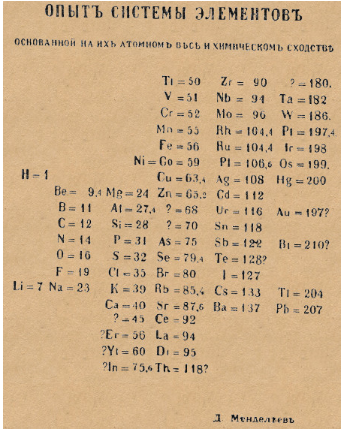 ОПЫТЪ СИСТЕМЫ ЭЛЕМЕНТОВЪ
ОСНОВАННОЙ НА ИХЪ АТОМНОМЪ ВѢСѢ И ХИМИЧЕСКОМЪ СХОДСТВѢ
Ti = 50 Zr = 90 ? = 180.
V = 51 Nb = 94 Ta = 182
Cr = 52 Mo = 96 W = 186.
Mn = 55 Rh = 104,4 Pt = 197,4
Fe = 56 Ru = 104,4 Ir = 198
Ni = Co = 59 Pl = 106,6 Os = 199.
H = 1 Cu = 63,4 Ag = 108 Hg = 200
Be = 9,4 Mg = 24 Zn = 65,2 Cd = 112
B = 11 Al = 27,4 ? = 68 Ur = 116 Au = 197?
C = 12 Si = 28 ? = 70 Sn = 118
N = 14 P = 31 As = 75 Sb = 122 Bi = 210?
O = 16 S = 32 Se = 79,4 Te = 128?
F = 19 Cl = 35 Br = 80 I = 127
Li = 7 Na = 23 K = 39 Rb = 85,4 Cs = 133 Tl = 204
Ca = 40 Sr = 87,6 Ba = 137 Pb = 207
? = 45 Ce = 92
?Er = 56 La = 94
?Yt = 60 Di = 95
?In = 75,6 Th = 118?
Д. Менделѣевъ